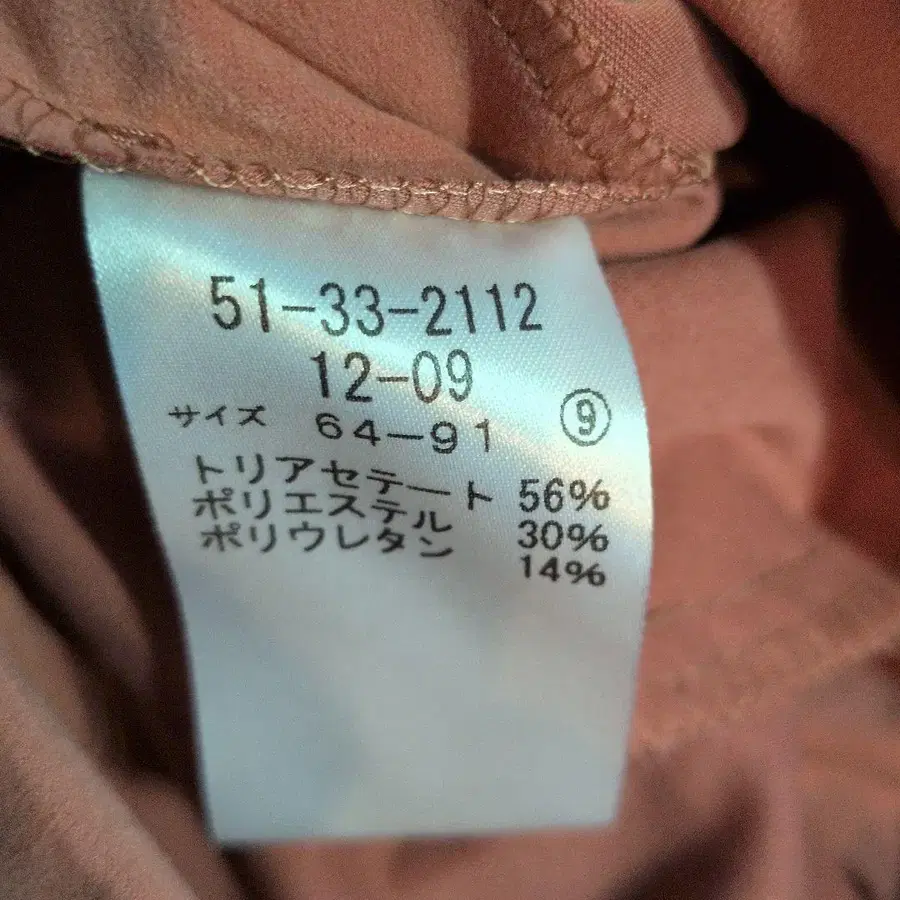 51-33-2112
12-09
サイズ 64-91 ⑨
トリアセテート 56%
ポリエステル 30%
ポリウレタン 14%